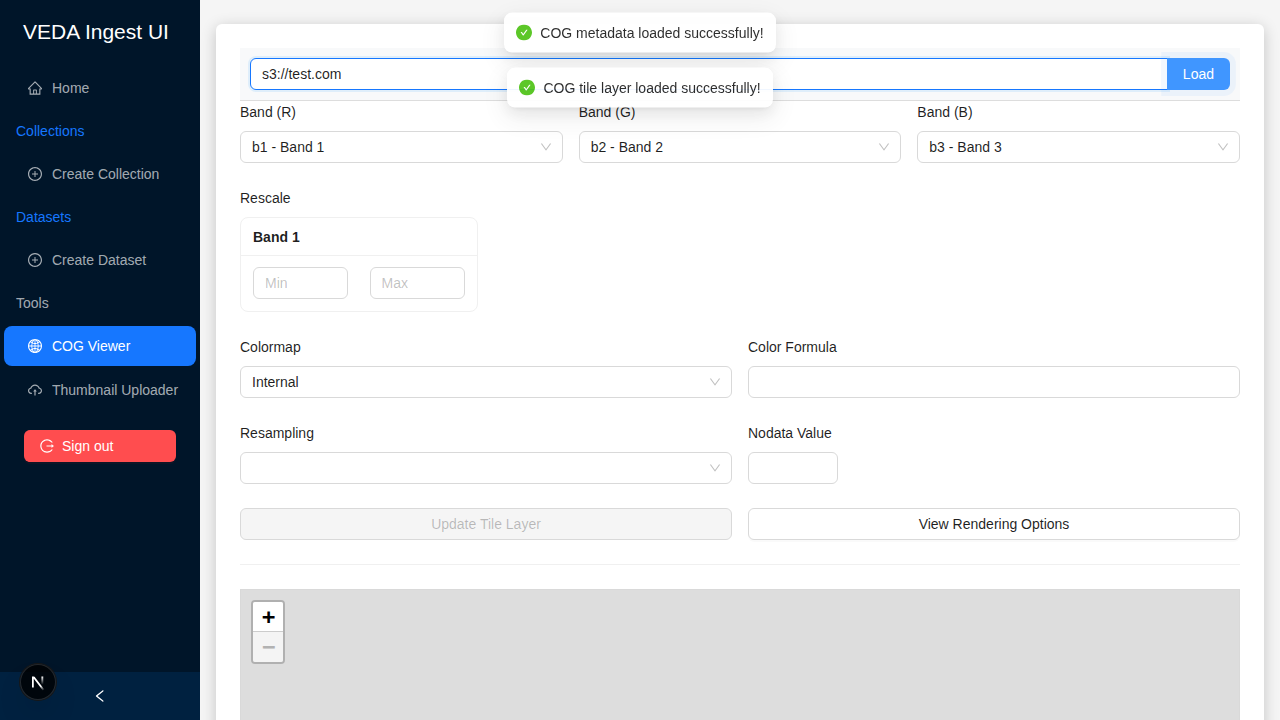 VEDA Ingest UI
Home
Collections
Create Collection
Datasets
Create Dataset
Tools
COG Viewer
Thumbnail Uploader
Sign out
N
COG metadata loaded successfully!
s3://test.com
Load
COG tile layer loaded successfully!
Band (R)
Band (G)
Band (B)
b1 - Band 1
b2 - Band 2
b3 - Band 3
Rescale
Band 1
Min
Max
Colormap
Color Formula
Internal
Resampling
Nodata Value
Update Tile Layer
View Rendering Options
+
−